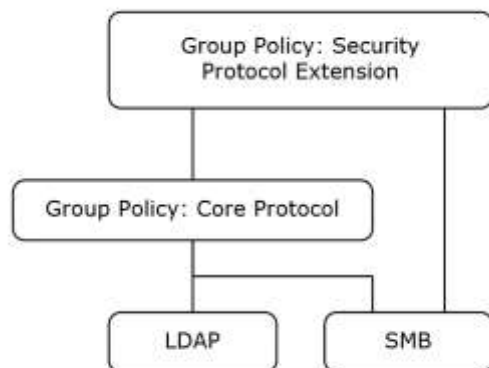 Group Policy: Security
Protocol Extension
Group Policy: Core Protocol
LDAP
SMB